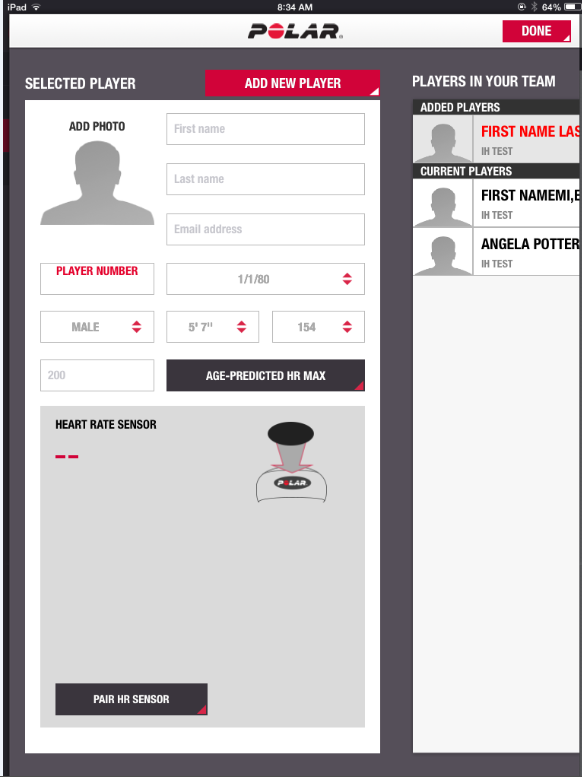 iPad 8:34 AM 64%
POLAR
DONE
SELECTED PLAYER
ADD NEW PLAYER
PLAYERS IN YOUR TEAM
ADD PHOTO
First name
Last name
Email address
PLAYER NUMBER
1/1/80
MALE
5' 7"
154
200
AGE-PREDICTED HR MAX
HEART RATE SENSOR
--
POLAR
PAIR HR SENSOR
ADDED PLAYERS
FIRST NAME LAS
IH TEST
CURRENT PLAYERS
FIRST NAMEMI,E
IH TEST
ANGELA POTTER
IH TEST